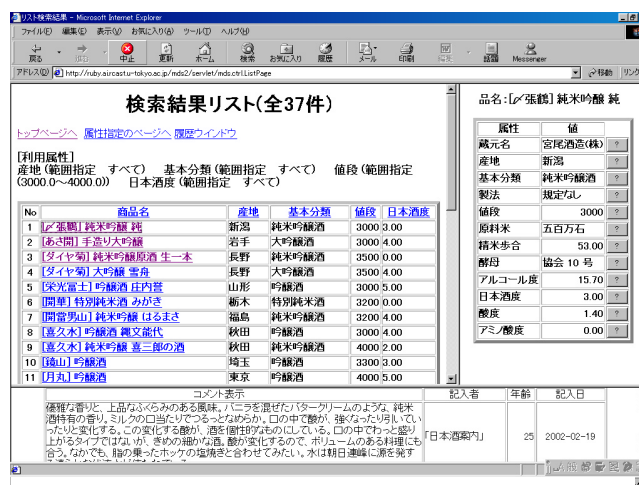 リスト検索結果 - Microsoft Internet Explorer
ファイル(F) 編集(E) 表示(V) お気に入り(A) ツール(T) ヘルプ(H)
戻る 進む 中止 更新 ホーム 検索 お気に入り 履歴 メール 印刷 編集 話題 Messenger
アドレス(D) http://ruby.aircast.u-tokyo.ac.jp/mds2/servlet/mds.ctrl.ListPage 移動 リンク
検索結果リスト(全37件)
トップページへ 属性指定のページへ 履歴ウインドウ
[利用属性]
産地 (範囲指定 すべて) 基本分類 (範囲指定 すべて) 値段 (範囲指定
(3000.0～4000.0)) 日本酒度 (範囲指定 すべて)
No 商品名 産地 基本分類 値段 日本酒度
1 [〆張鶴] 純米吟醸 純 新潟 純米吟醸酒 3000 3.00
2 [あさ開] 手造り大吟醸 岩手 大吟醸酒 3000 4.00
3 [ダイヤ菊] 純米吟醸原酒 生一本 長野 純米吟醸酒 3500 0.00
4 [ダイヤ菊] 大吟醸 雪舟 長野 大吟醸酒 3500 4.00
5 [栄光冨士] 吟醸酒 庄内誉 山形 吟醸酒 3000 5.00
6 [開華] 特別純米酒 みがき 栃木 特別純米酒 3200 0.00
7 [開當男山] 純米吟醸 はるまさ 福島 純米吟醸酒 3200 4.00
8 [喜久水] 吟醸酒 縄文能代 秋田 吟醸酒 3000 4.00
9 [喜久水] 純米吟醸 喜三郎の酒 秋田 純米吟醸酒 4000 2.00
10 [鏡山] 吟醸酒 埼玉 吟醸酒 3300 3.00
11 [月丸] 吟醸酒 東京 吟醸酒 4000 5.00
品名:[〆張鶴] 純米吟醸 純
属性 値
蔵元名 宮尾酒造(株) ?
産地 新潟 ?
基本分類 純米吟醸酒 ?
製法 規定なし ?
値段 3000 ?
原料米 五百万石 ?
精米歩合 53.00 ?
酵母 協会 10 号 ?
アルコール度 15.70 ?
日本酒度 3.00 ?
酸度 1.40 ?
アミノ酸度 0.00 ?
コメント表示 記入者 年齢 記入日
優雅な香りと、上品なふくらみのある風味。バニラを混ぜたバタークリームのような、純米
酒特有の香り。ミルクの口当たりでつるっとなめらか。口の中で酸が、強くなったり引いてい
ったりと変化する。この変化する酸が、酒を個性的なものにしている。口の中でわっと盛り
上がるタイプではないが、きめの細かな酒。酸が変化するので、ボリュームのある料理にも
合う。なかでも、脂の乗ったホッケの塩焼きと合わせてみたい。水は朝日連峰に源を発す
「日本酒案内」 25 2002-02-19